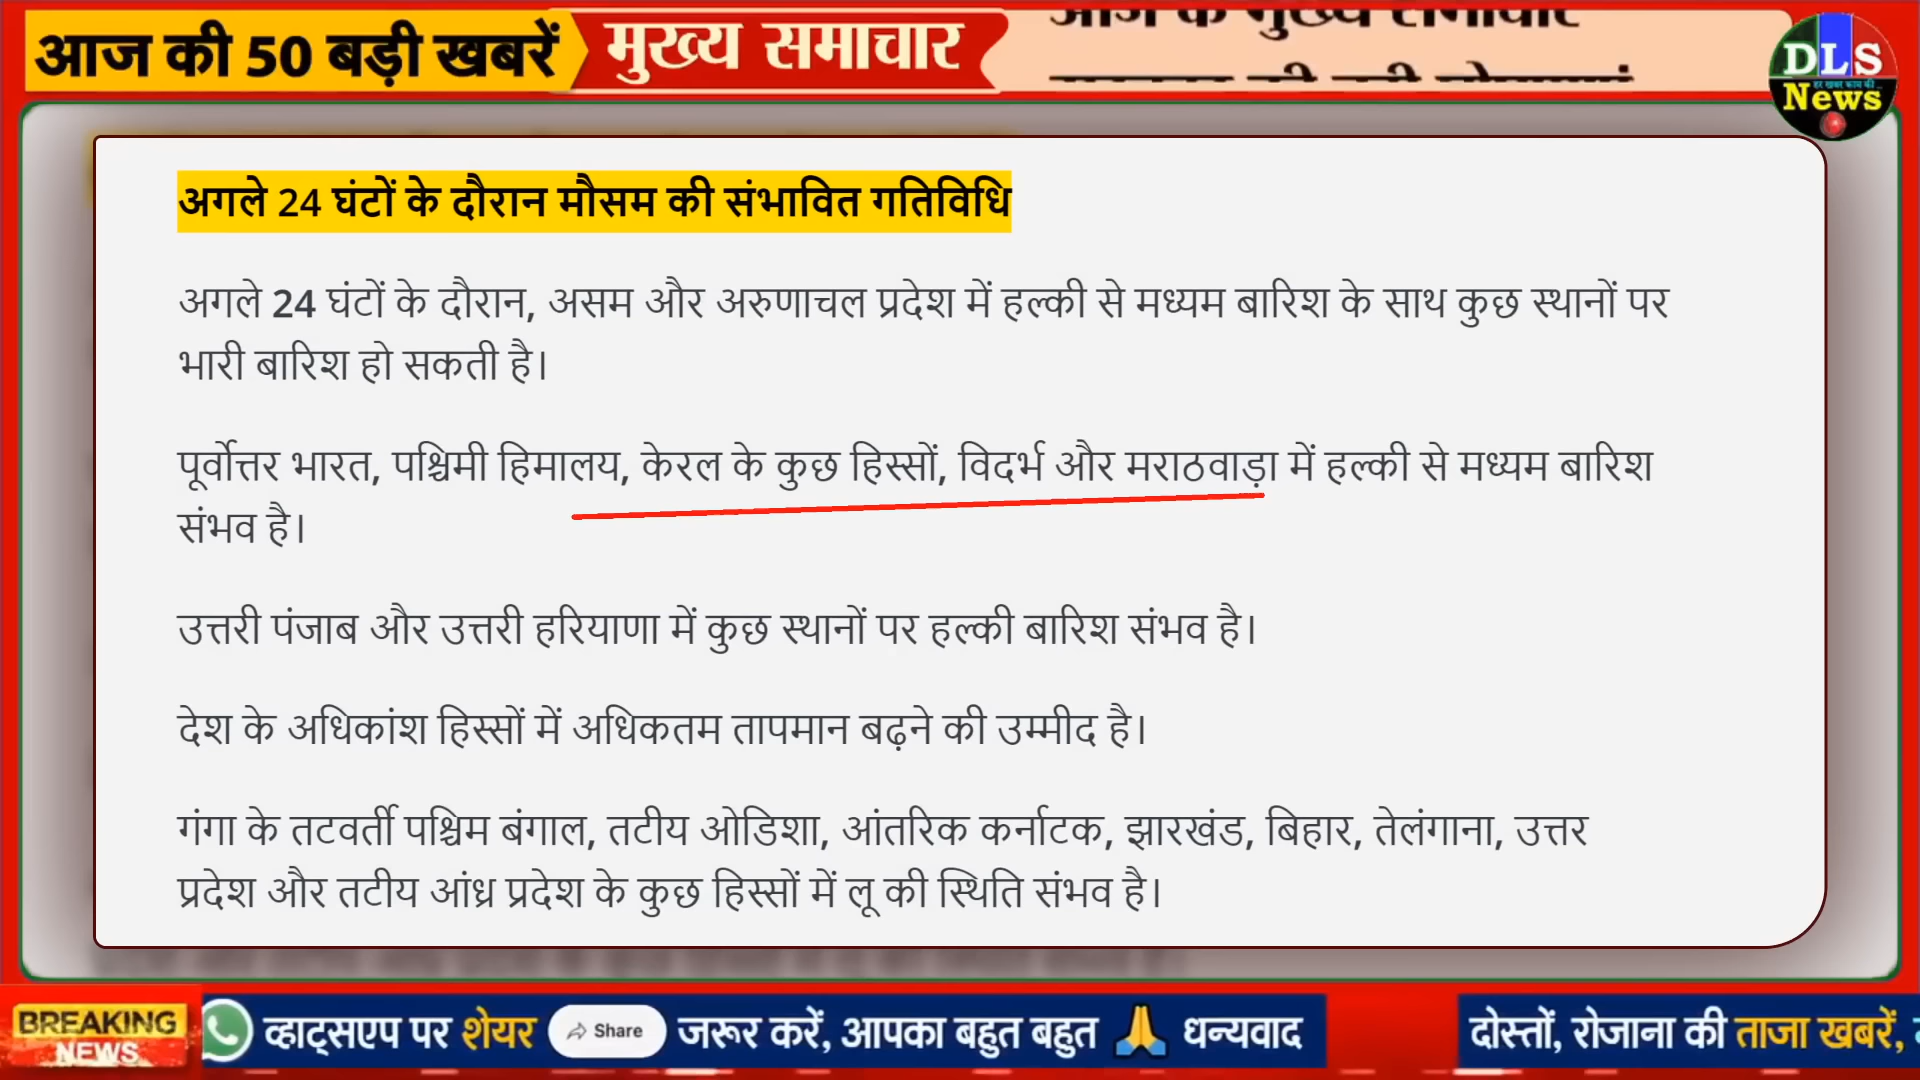 आज की 50 बड़ी खबरें
मुख्य समाचार
DLS
News
अगले 24 घंटों के दौरान मौसम की संभावित गतिविधि
अगले 24 घंटों के दौरान, असम और अरुणाचल प्रदेश में हल्की से मध्यम बारिश के साथ कुछ स्थानों पर
भारी बारिश हो सकती है।
पूर्वोत्तर भारत, पश्चिमी हिमालय, केरल के कुछ हिस्सों, विदर्भ और मराठवाड़ा में हल्की से मध्यम बारिश
संभव है।
उत्तरी पंजाब और उत्तरी हरियाणा में कुछ स्थानों पर हल्की बारिश संभव है।
देश के अधिकांश हिस्सों में अधिकतम तापमान बढ़ने की उम्मीद है।
गंगा के तटवर्ती पश्चिम बंगाल, तटीय ओडिशा, आंतरिक कर्नाटक, झारखंड, बिहार, तेलंगाना, उत्तर
प्रदेश और तटीय आंध्र प्रदेश के कुछ हिस्सों में लू की स्थिति संभव है।
BREAKING
NEWS
व्हाट्सएप पर शेयर Share जरूर करें, आपका बहुत बहुत 🙏 धन्यवाद
दोस्तों, रोजाना की ताजा खबरें,